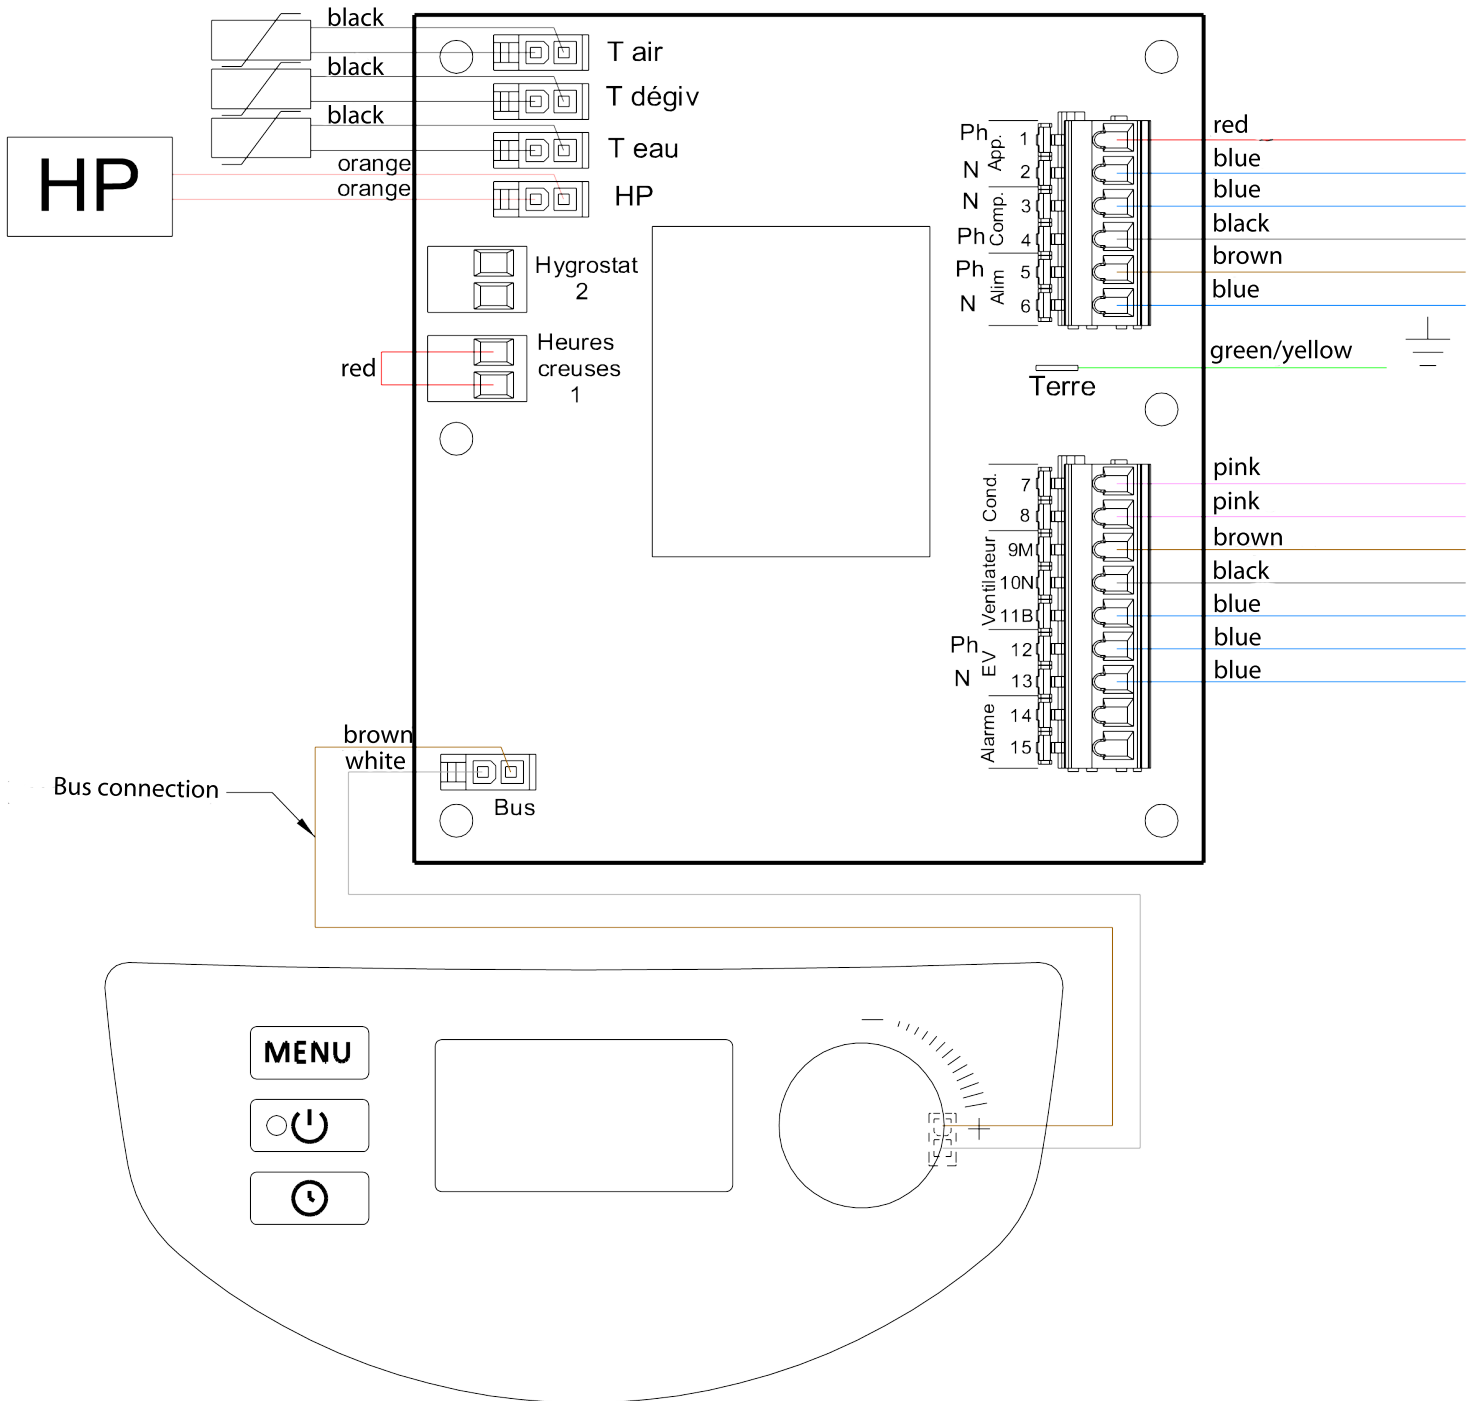 black
T air
black
T dégiv
black
T eau
HP
orange
orange
HP
Hygrostat
2
red
Heures
creuses
1
Ph
N
App.
1
2
red
blue
N
Ph
Comp.
3
4
blue
black
Ph
N
Alim
5
6
brown
blue
green/yellow
Terre
Cond.
7
8
pink
pink
Ventilateur
9M
10N
11B
brown
black
blue
Ph
N
EV
12
13
blue
blue
Alarme
14
15
brown
white
Bus
Bus connection
MENU